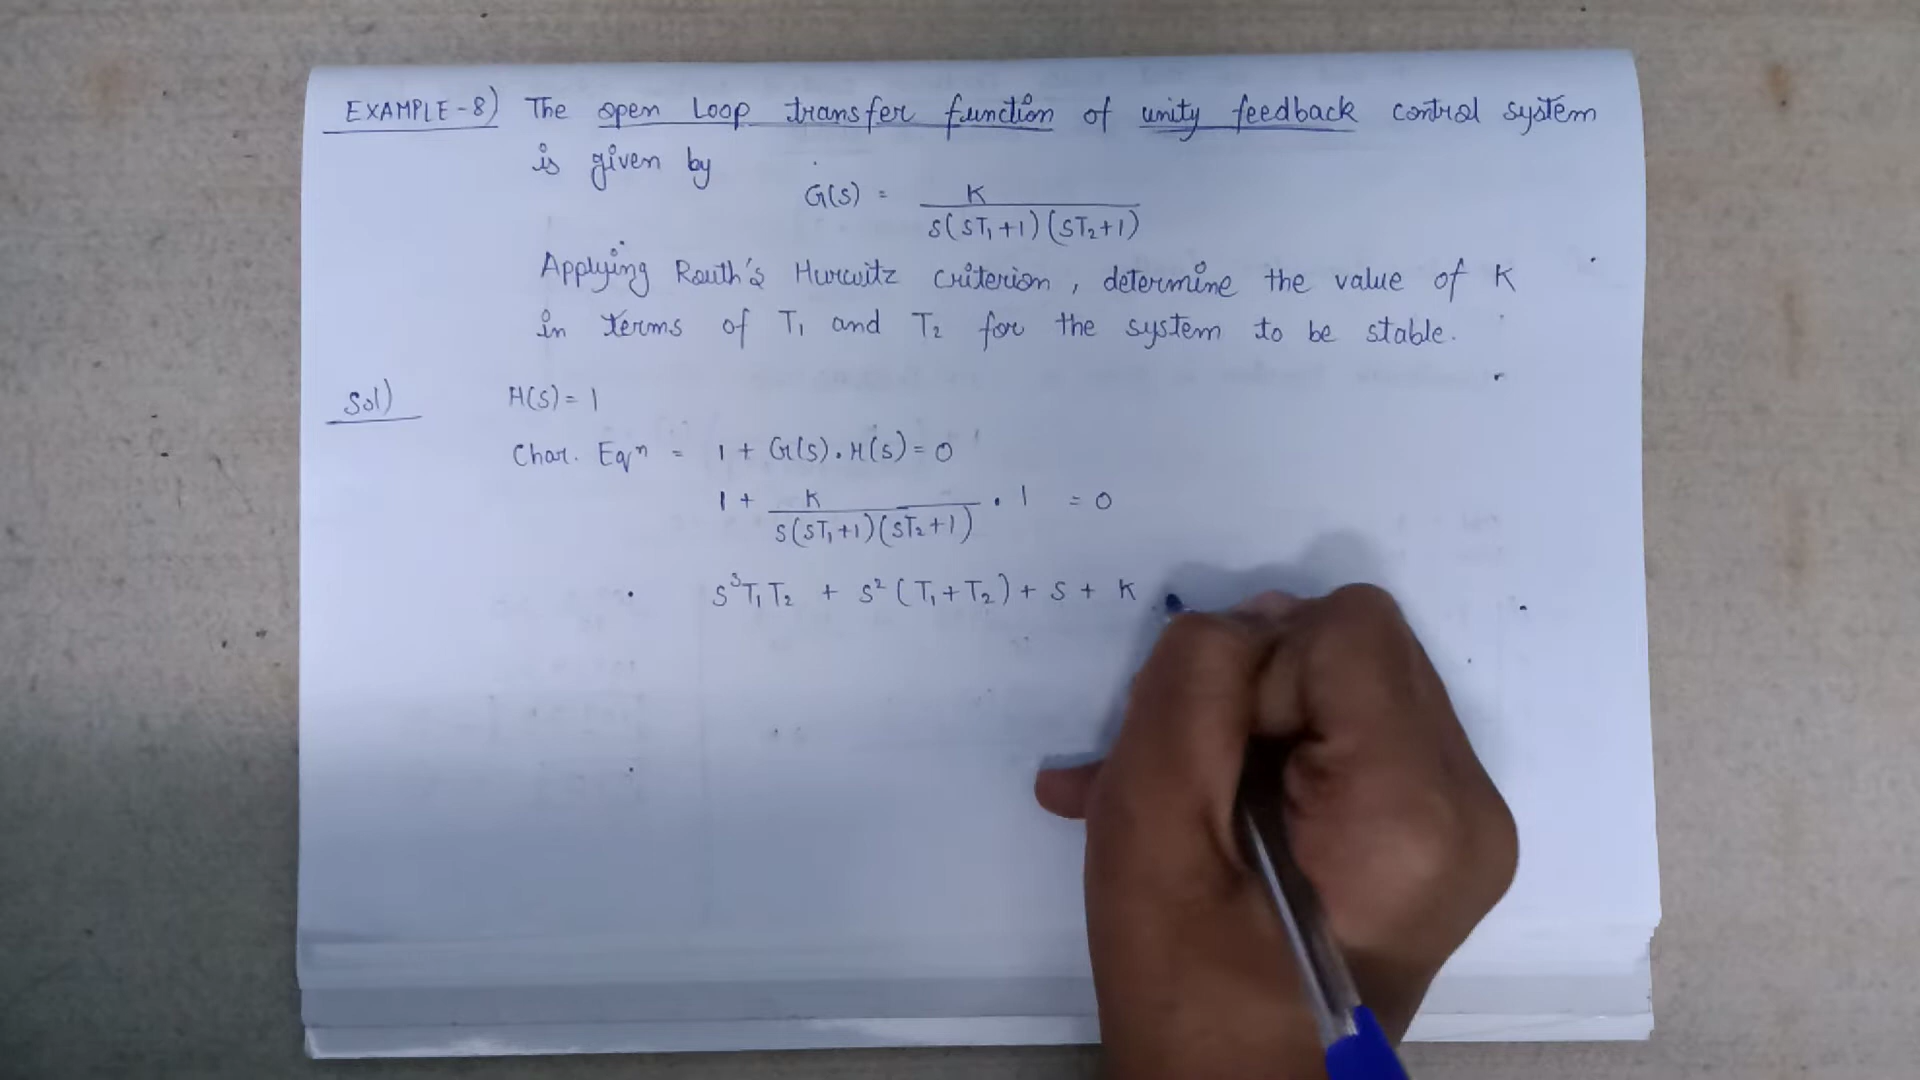 EXAMPLE-8) The open Loop transfer function of unity feedback control system
is given by
G(s) = K / S(ST₁+1)(ST₂+1)
Applying Routh's Hurwitz criterion, determine the value of K
in terms of T₁ and T₂ for the system to be stable.
Sol) H(S) = 1
Char. Eqⁿ = 1 + G(S).H(S) = 0
1 + K / S(ST₁+1)(ST₂+1) . 1 = 0
S³T₁T₂ + S²(T₁+T₂) + S + K